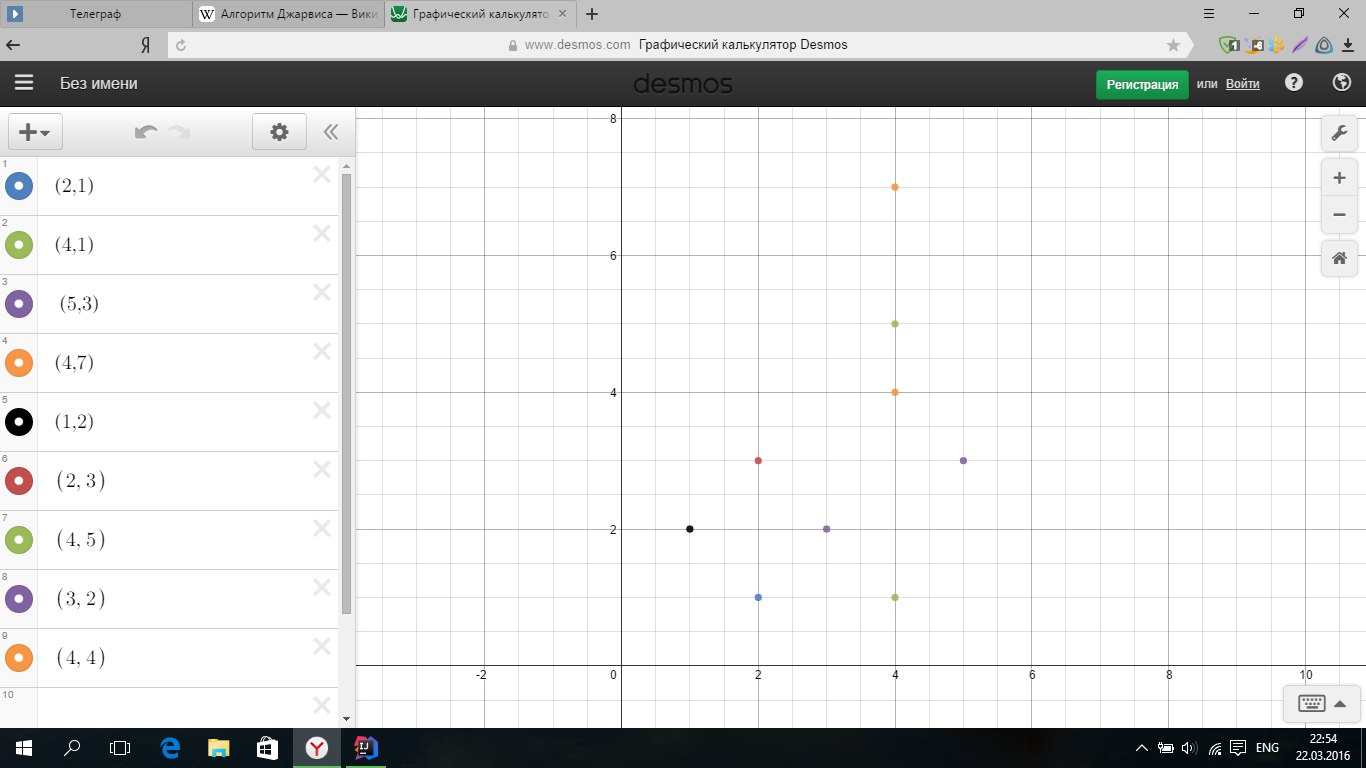 Телеграф
W Алгоритм Джарвиса — Вики
Графический калькулято
Я
www.desmos.com Графический калькулятор Desmos
1
6
Без имени
desmos
Регистрация или Войти ?
1
(2,1)
2
(4,1)
3
(5,3)
4
(4,7)
5
(1,2)
6
(2, 3)
7
(4, 5)
8
(3, 2)
9
(4, 4)
10
8
6
4
2
-2 0 2 4 6 8 10
ENG
22:54
22.03.2016